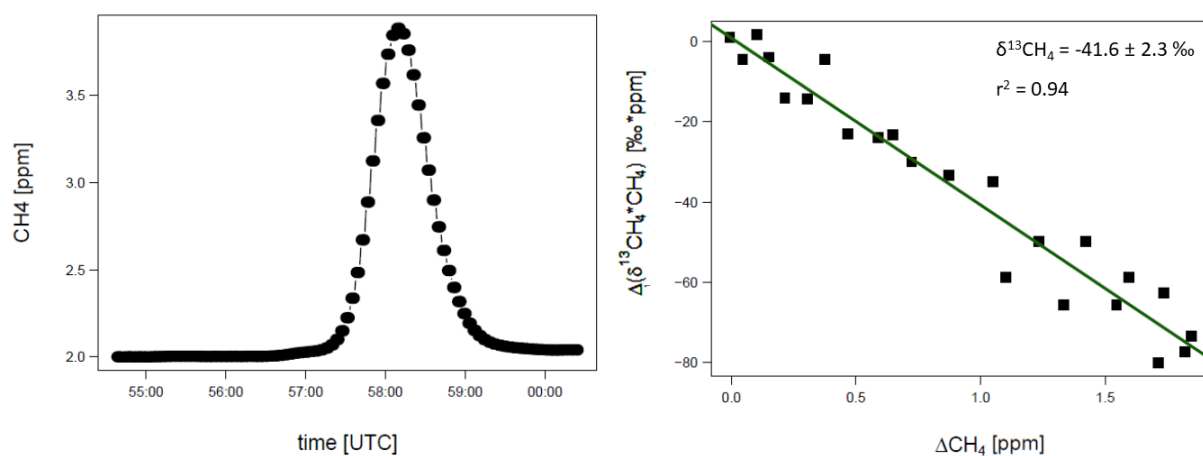 CH4 [ppm]
3.5
3.0
2.5
2.0
55:00 56:00 57:00 58:00 59:00 00:00
time [UTC]
Δ(δ¹³CH₄*CH₄) [‰*ppm]
0
−20
−40
−60
−80
δ¹³CH₄ = -41.6 ± 2.3 ‰
r² = 0.94
0.0 0.5 1.0 1.5
ΔCH₄ [ppm]